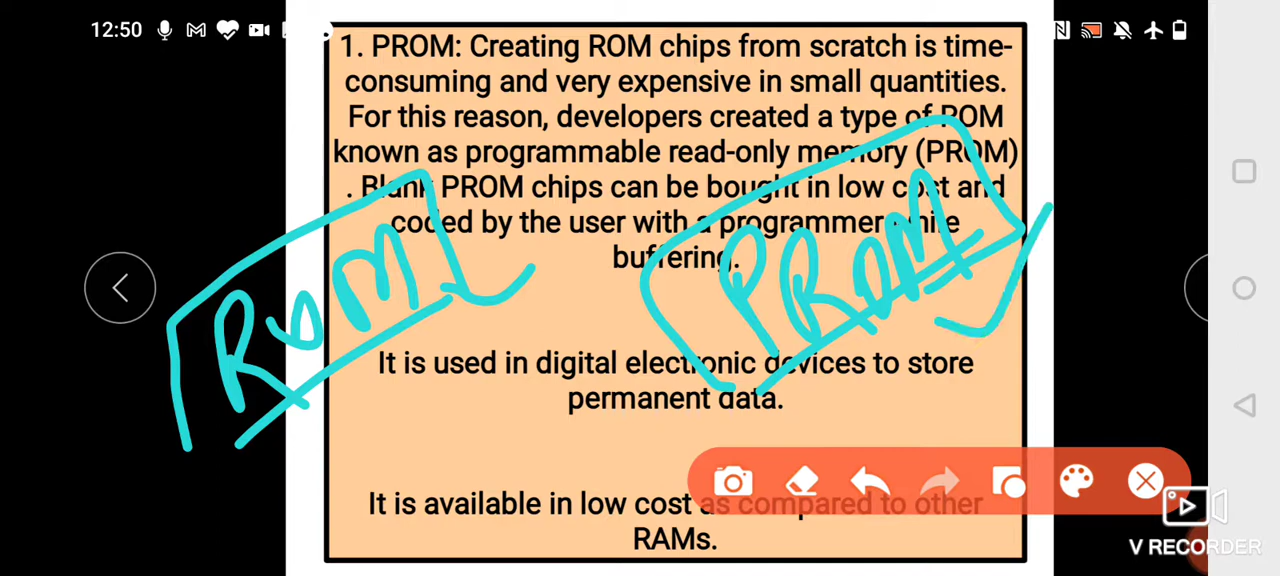 12:50
1. PROM: Creating ROM chips from scratch is time-
consuming and very expensive in small quantities.
For this reason, developers created a type of ROM
known as programmable read-only memory (PROM)
. Blank PROM chips can be bought in low cost and
coded by the user with a programmer while
buffering.
ROM
PROM
It is used in digital electronic devices to store
permanent data.
It is available in low cost as compared to other
RAMs.
V RECORDER